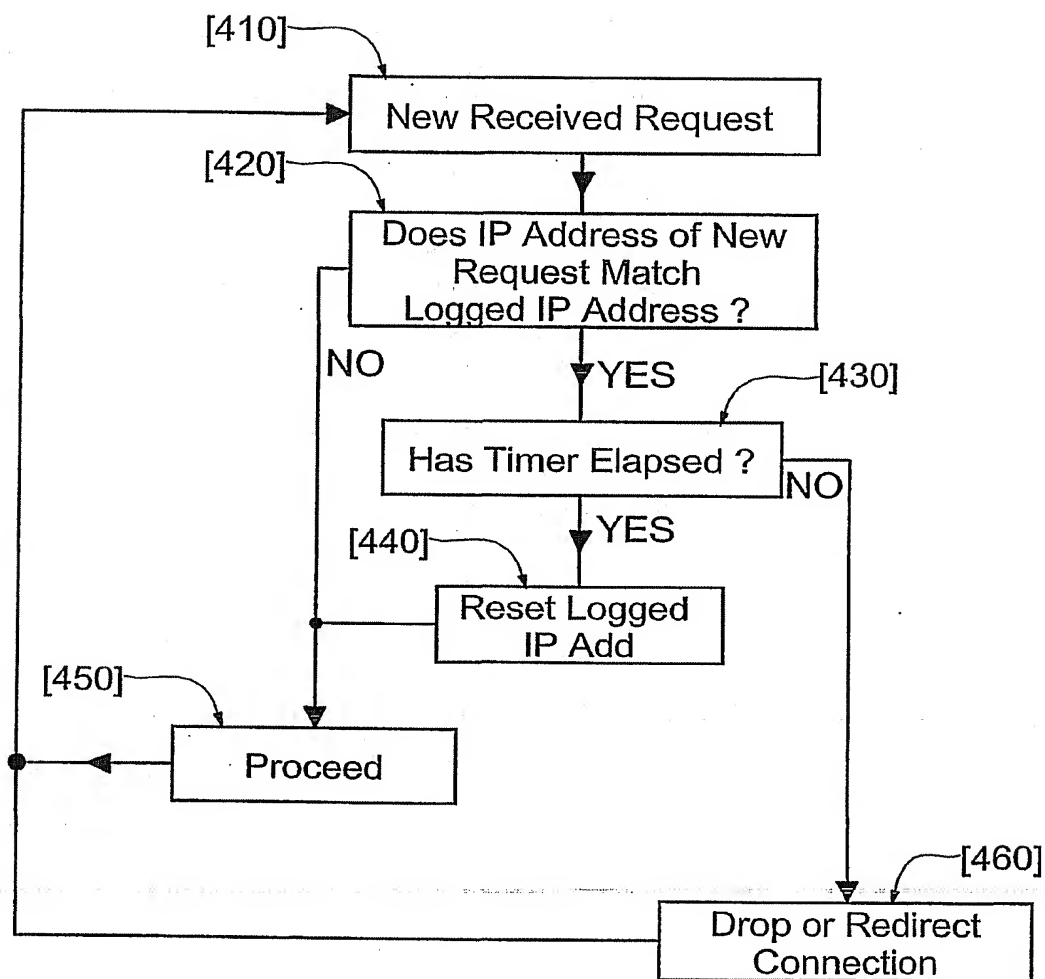 [410]
New Received Request
[420]
Does IP Address of New
Request Match
Logged IP Address ?
NO
YES
[430]
Has Timer Elapsed ?
NO
YES
[440]
Reset Logged
IP Add
[450]
Proceed
[460]
Drop or Redirect
Connection